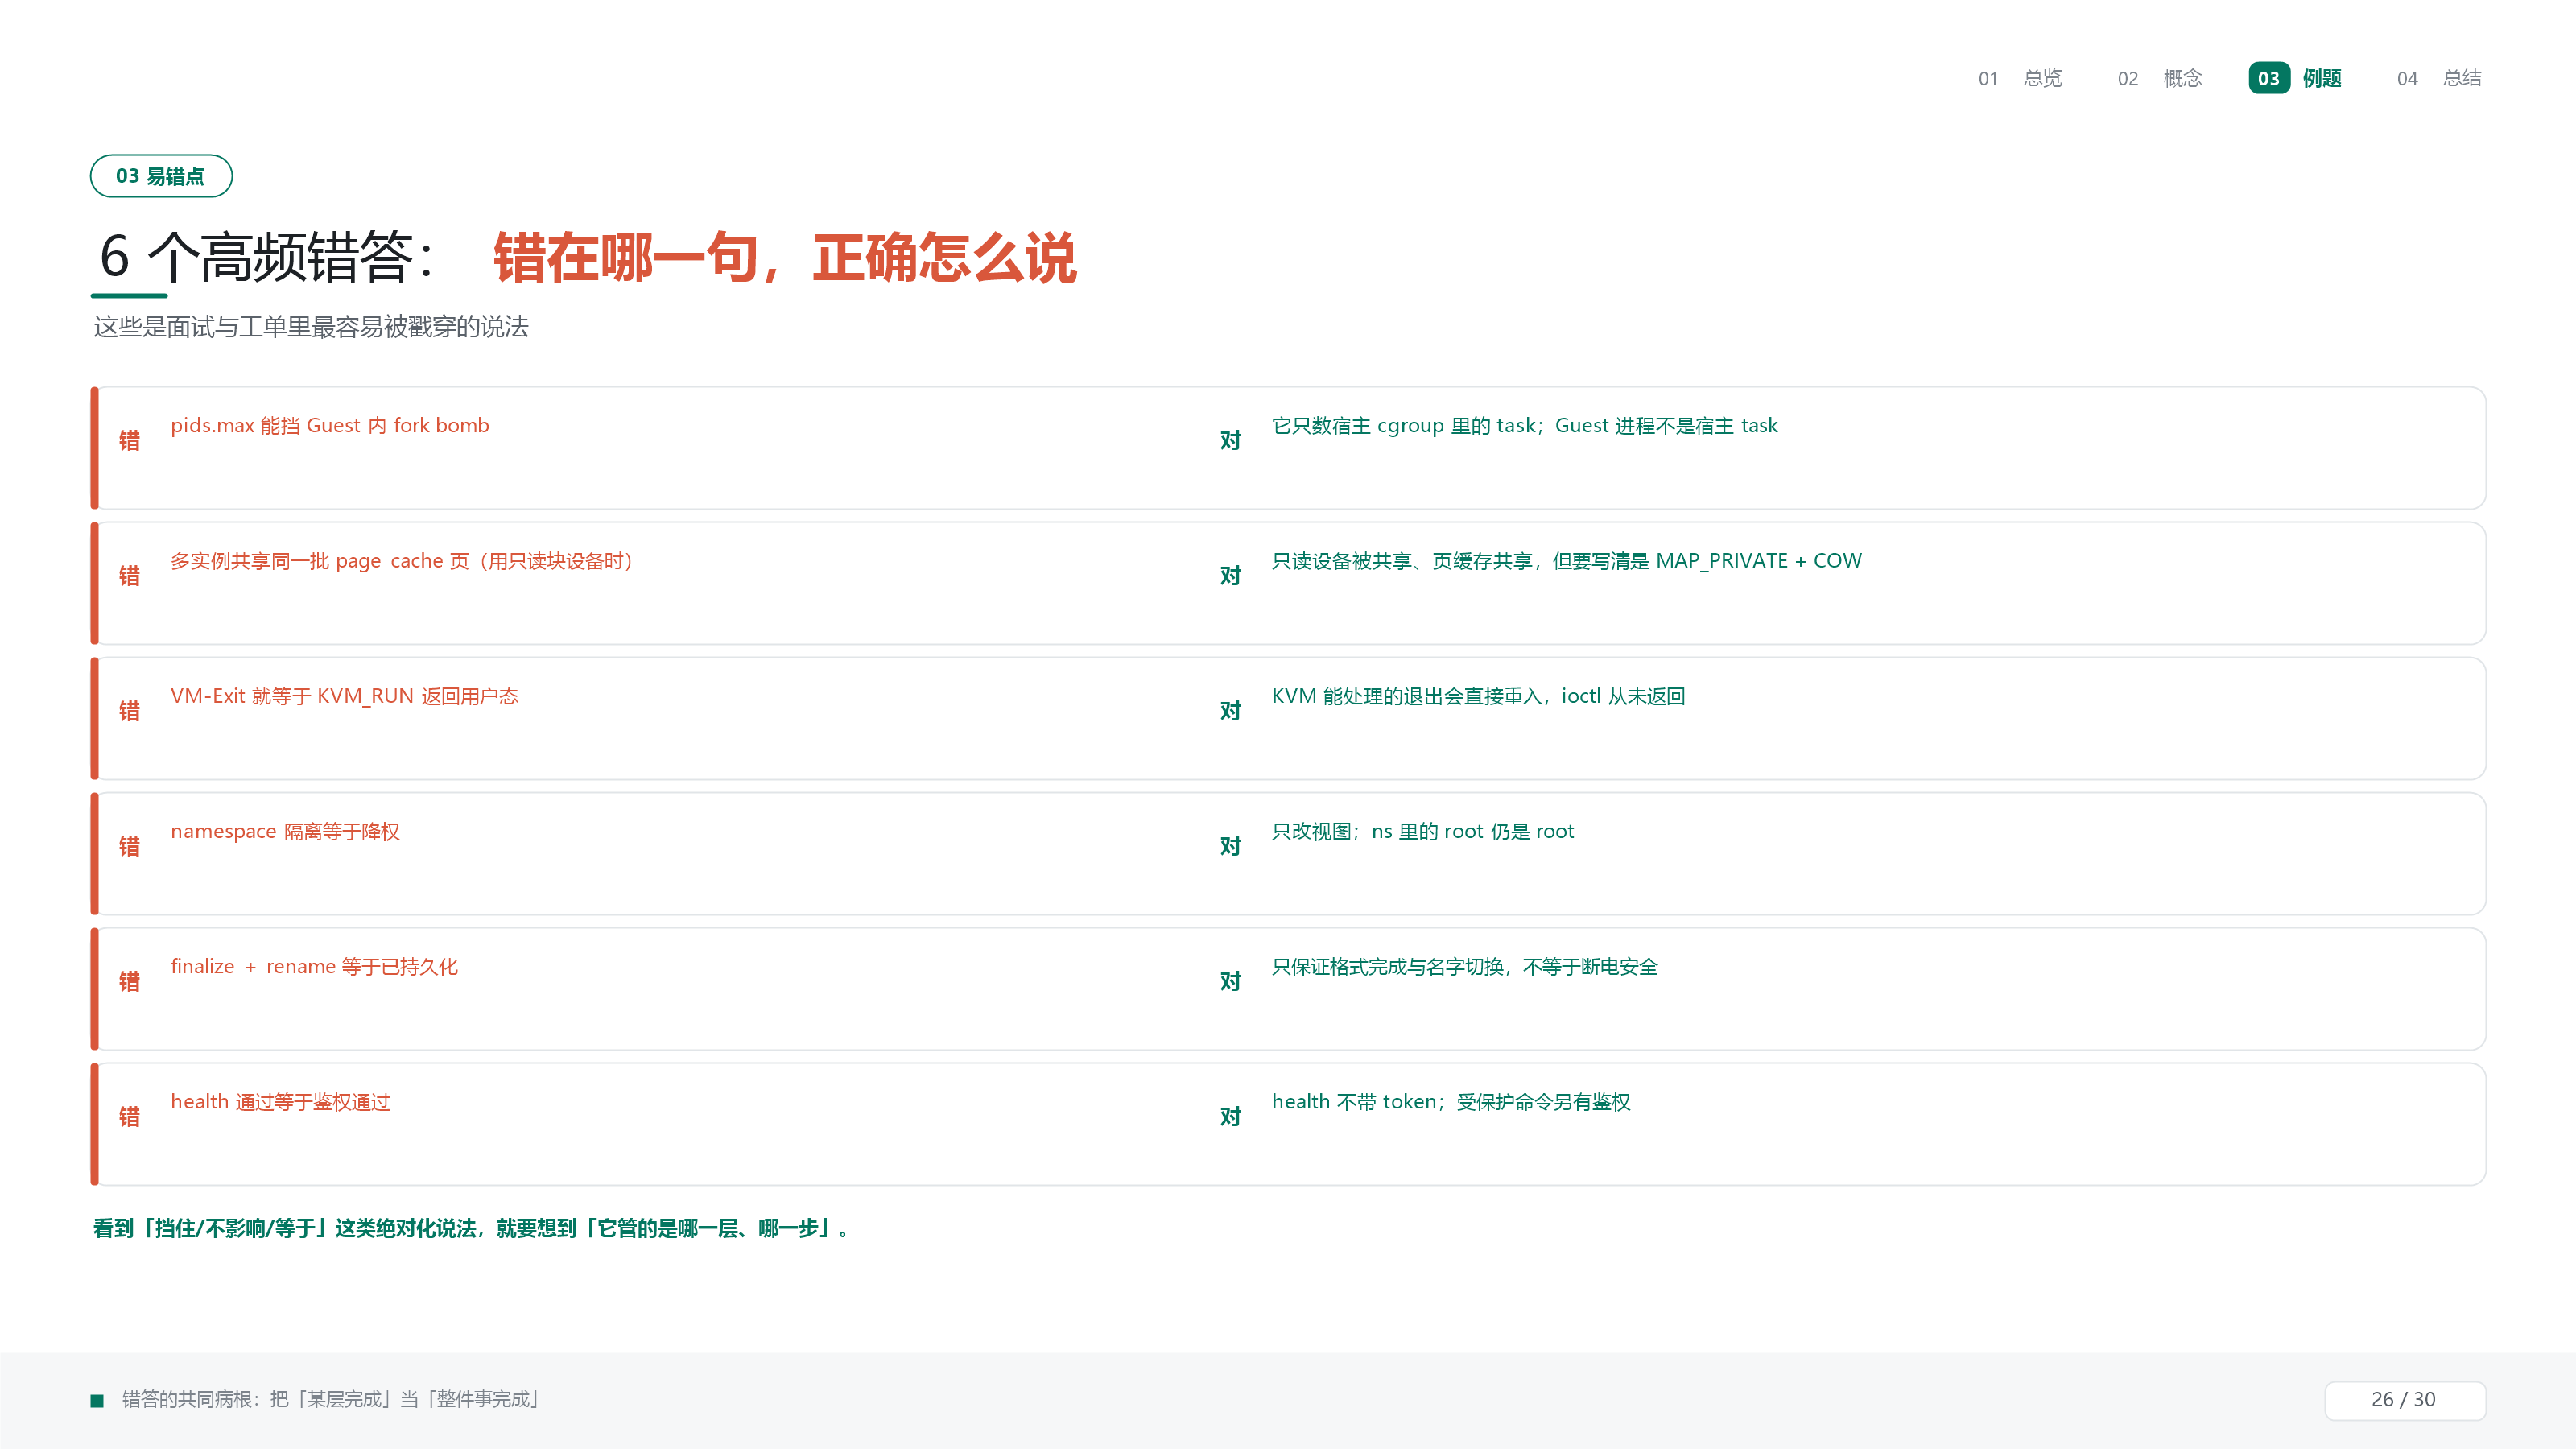 01 总览 02 概念 03 例题 04 总结
03 易错点
6 个高频错答： 错在哪一句，正确怎么说
这些是面试与工单里最容易被戳穿的说法
错 pids.max 能挡 Guest 内 fork bomb 对 它只数宿主 cgroup 里的 task；Guest 进程不是宿主 task
错 多实例共享同一批 page cache 页（用只读块设备时） 对 只读设备被共享、页缓存共享，但要写清是 MAP_PRIVATE + COW
错 VM-Exit 就等于 KVM_RUN 返回用户态 对 KVM 能处理的退出会直接重入，ioctl 从未返回
错 namespace 隔离等于降权 对 只改视图；ns 里的 root 仍是 root
错 finalize + rename 等于已持久化 对 只保证格式完成与名字切换，不等于断电安全
错 health 通过等于鉴权通过 对 health 不带 token；受保护命令另有鉴权
看到「挡住/不影响/等于」这类绝对化说法，就要想到「它管的是哪一层、哪一步」。
错答的共同病根：把「某层完成」当「整件事完成」
26 / 30